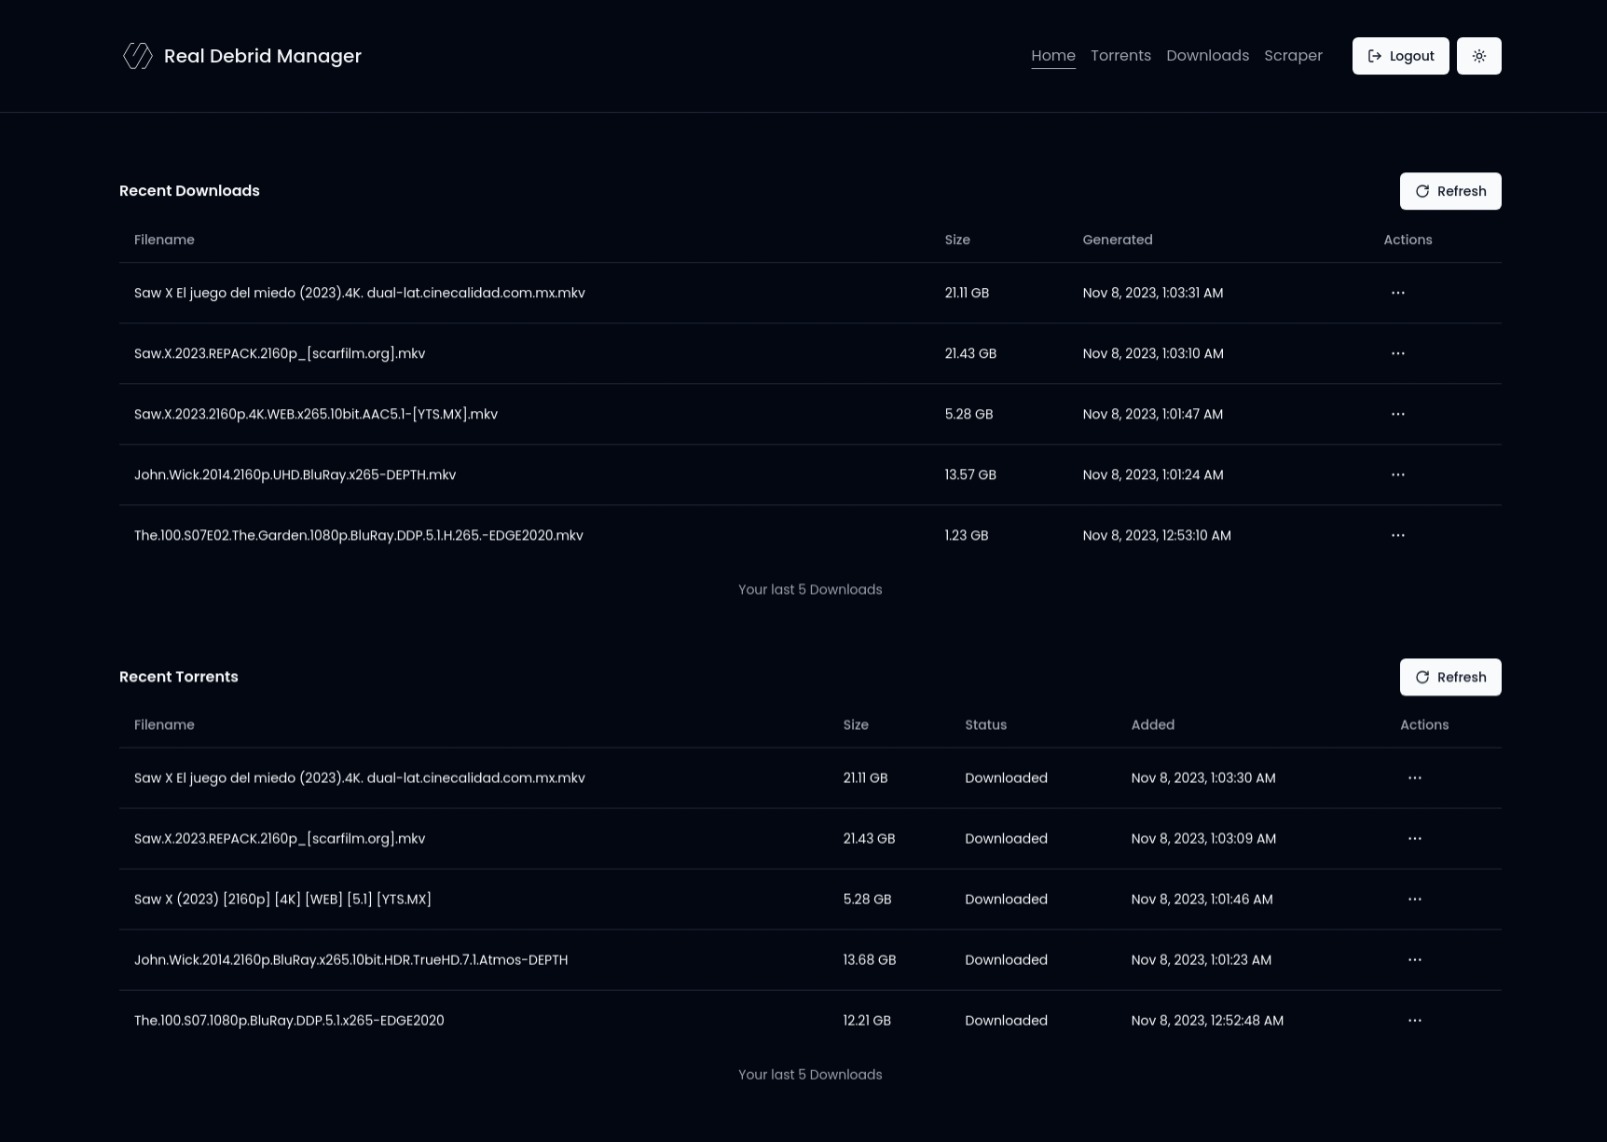 Real Debrid Manager
Home Torrents Downloads Scraper Logout
Recent Downloads Refresh
Filename Size Generated Actions
Saw X El juego del miedo (2023).4K. dual-lat.cinecalidad.com.mx.mkv 21.11 GB Nov 8, 2023, 1:03:31 AM ...
Saw.X.2023.REPACK.2160p_[scarfilm.org].mkv 21.43 GB Nov 8, 2023, 1:03:10 AM ...
Saw.X.2023.2160p.4K.WEB.x265.10bit.AAC5.1-[YTS.MX].mkv 5.28 GB Nov 8, 2023, 1:01:47 AM ...
John.Wick.2014.2160p.UHD.BluRay.x265-DEPTH.mkv 13.57 GB Nov 8, 2023, 1:01:24 AM ...
The.100.S07E02.The.Garden.1080p.BluRay.DDP.5.1.H.265.-EDGE2020.mkv 1.23 GB Nov 8, 2023, 12:53:10 AM ...
Your last 5 Downloads
Recent Torrents Refresh
Filename Size Status Added Actions
Saw X El juego del miedo (2023).4K. dual-lat.cinecalidad.com.mx.mkv 21.11 GB Downloaded Nov 8, 2023, 1:03:30 AM ...
Saw.X.2023.REPACK.2160p_[scarfilm.org].mkv 21.43 GB Downloaded Nov 8, 2023, 1:03:09 AM ...
Saw X (2023) [2160p] [4K] [WEB] [5.1] [YTS.MX] 5.28 GB Downloaded Nov 8, 2023, 1:01:46 AM ...
John.Wick.2014.2160p.BluRay.x265.10bit.HDR.TrueHD.7.1.Atmos-DEPTH 13.68 GB Downloaded Nov 8, 2023, 1:01:23 AM ...
The.100.S07.1080p.BluRay.DDP.5.1.x265-EDGE2020 12.21 GB Downloaded Nov 8, 2023, 12:52:48 AM ...
Your last 5 Downloads